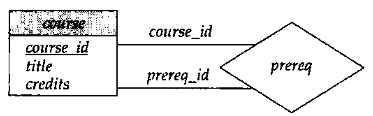 course
course_id
title
credits
course_id
prereq_id
prereq